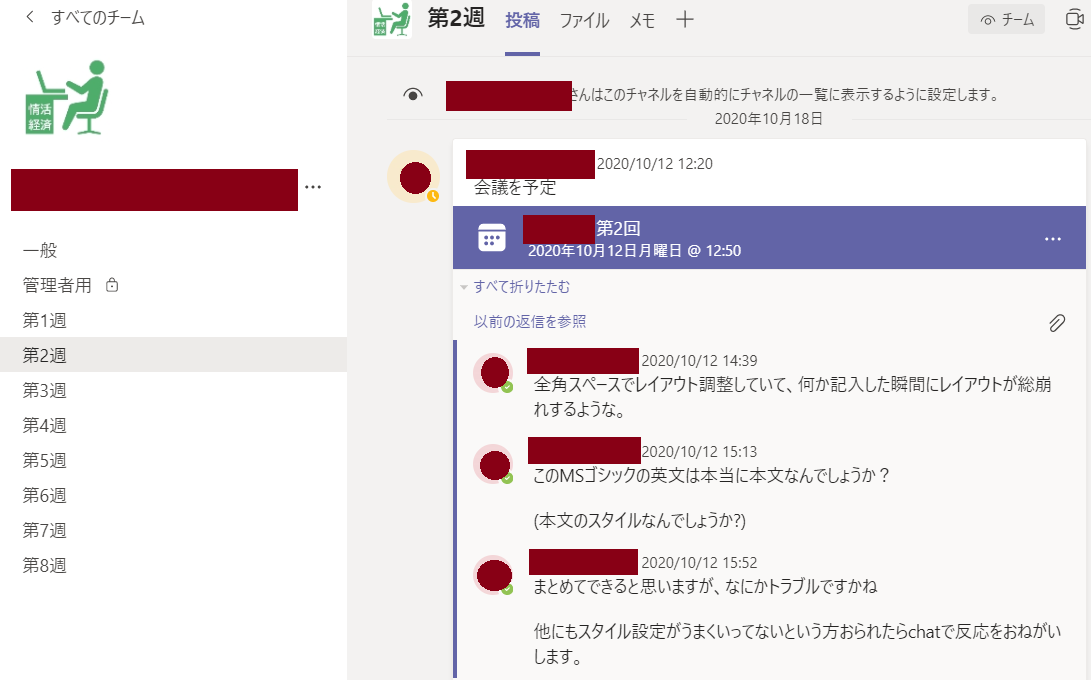 すべてのチーム
情活
経済
一般
管理者用
第1週
第2週
第3週
第4週
第5週
第6週
第7週
第8週
情活
経済
第2週 投稿 ファイル メモ
チーム
さんはこのチャネルを自動的にチャネルの一覧に表示するように設定します。
2020年10月18日
2020/10/12 12:20
会議を予定
第2回
2020年10月12日月曜日 @ 12:50
すべて折りたたむ
以前の返信を参照
2020/10/12 14:39
全角スペースでレイアウト調整していて、何か記入した瞬間にレイアウトが総崩
れするような。
2020/10/12 15:13
このMSゴシックの英文は本当に本文なんでしょうか？
(本文のスタイルなんでしょうか?)
2020/10/12 15:52
まとめてできると思いますが、なにかトラブルですかね
他にもスタイル設定がうまくいってないという方おられたらchatで反応をおねがい
します。